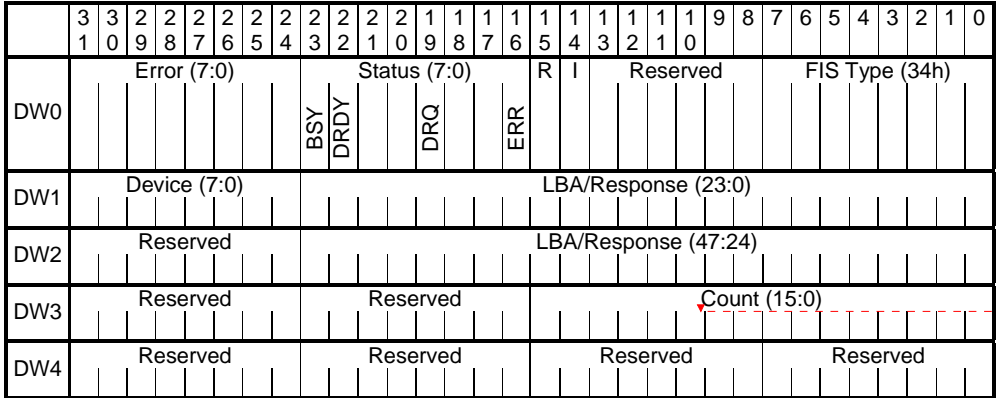 3 3 2 2 2 2 2 2 2 2 2 2 1 1 1 1 1 1 1 1 1 1 9 8 7 6 5 4 3 2 1 0
1 0 9 8 7 6 5 4 3 2 1 0 9 8 7 6 5 4 3 2 1 0
DW0 Error (7:0) Status (7:0) R I Reserved FIS Type (34h)
BSY DRDY DRQ ERR
DW1 Device (7:0) LBA/Response (23:0)
DW2 Reserved LBA/Response (47:24)
DW3 Reserved Reserved Count (15:0)
DW4 Reserved Reserved Reserved Reserved